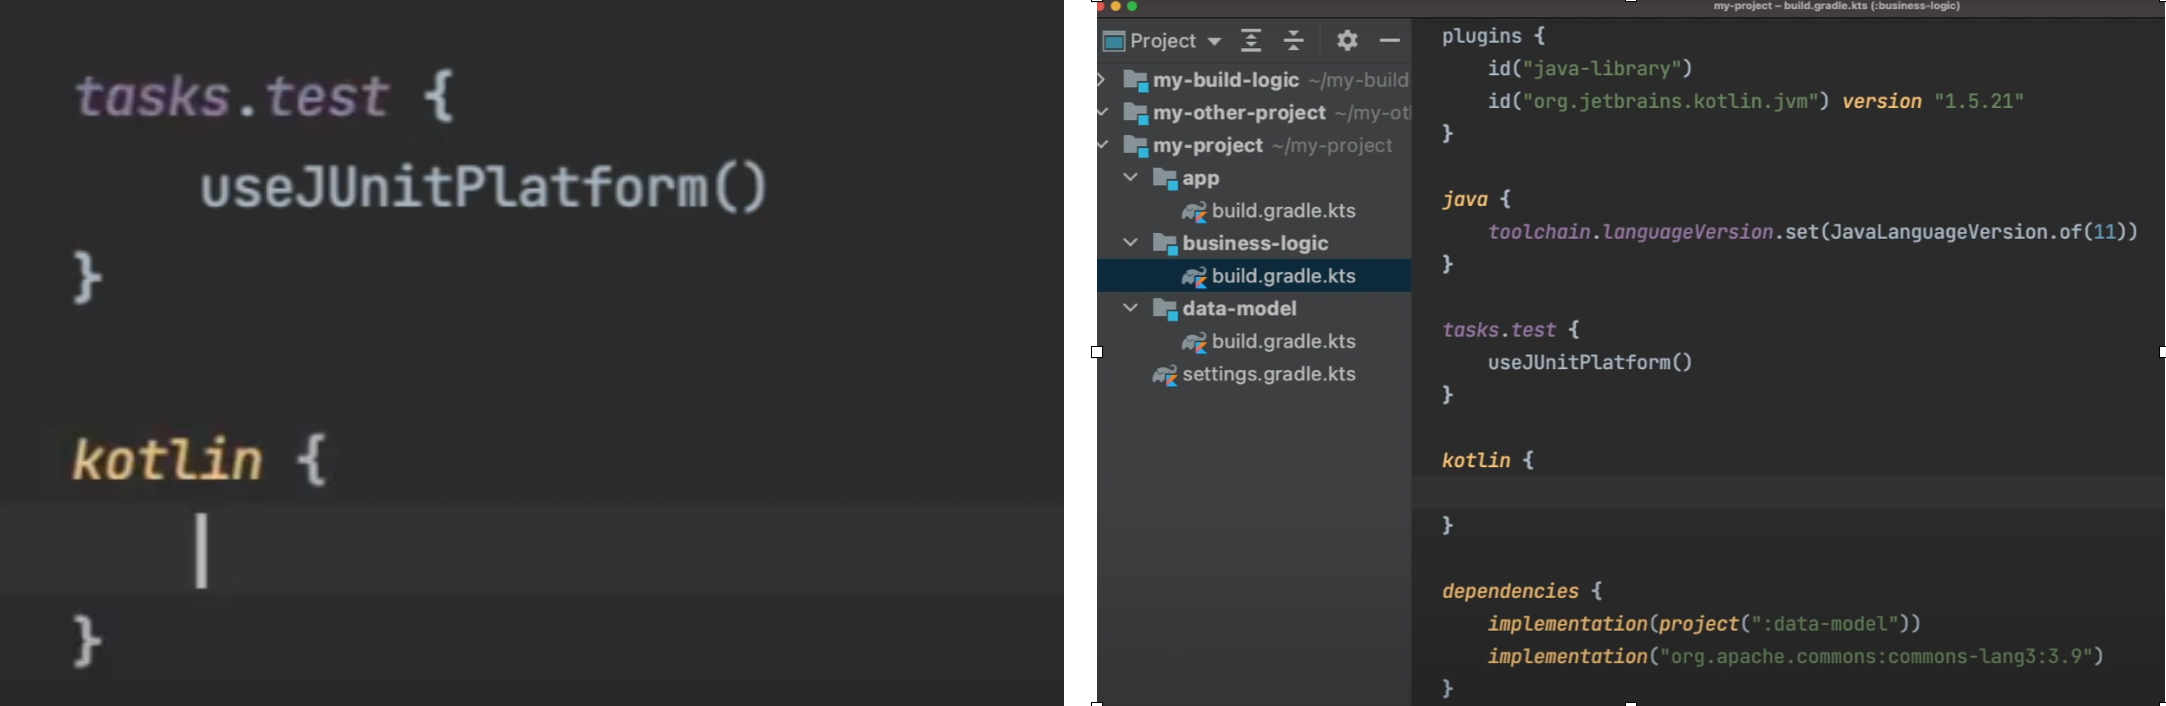 tasks.test {
useJUnitPlatform()
}
kotlin {
}
my-project – build.gradle.kts (:business-logic)
Project
my-build-logic ~/my-build
my-other-project ~/my-ot
my-project ~/my-project
app
build.gradle.kts
business-logic
build.gradle.kts
data-model
build.gradle.kts
settings.gradle.kts
plugins {
id("java-library")
id("org.jetbrains.kotlin.jvm") version "1.5.21"
}
java {
toolchain.languageVersion.set(JavaLanguageVersion.of(11))
}
tasks.test {
useJUnitPlatform()
}
kotlin {
}
dependencies {
implementation(project(":data-model"))
implementation("org.apache.commons:commons-lang3:3.9")
}